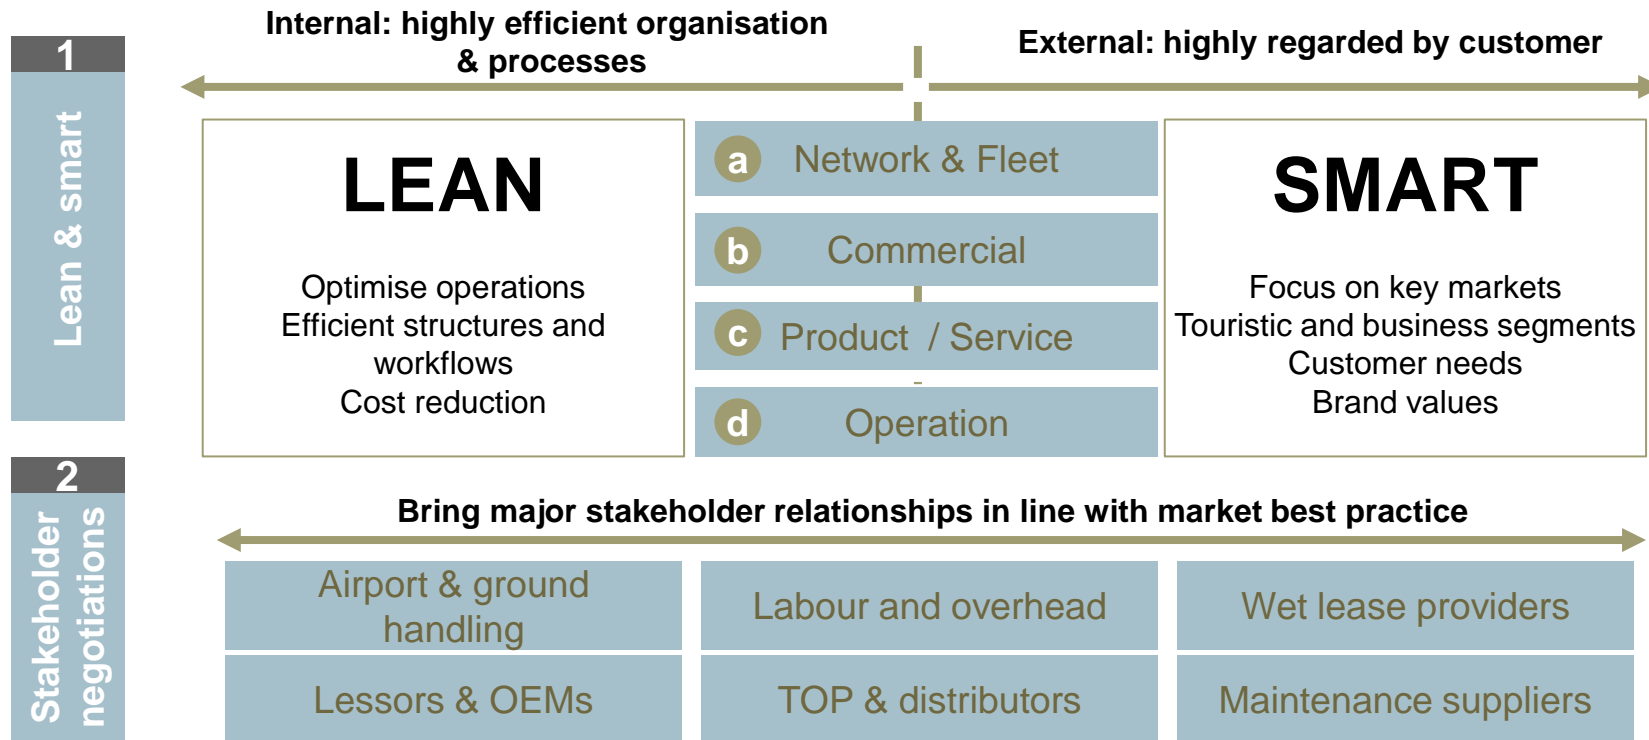 1
Lean & smart
Internal: highly efficient organisation
& processes
External: highly regarded by customer
LEAN
Optimise operations
Efficient structures and
workflows
Cost reduction
a Network & Fleet
b Commercial
c Product / Service
d Operation
SMART
Focus on key markets
Touristic and business segments
Customer needs
Brand values
2
Stakeholder
negotiations
Bring major stakeholder relationships in line with market best practice
Airport & ground
handling
Labour and overhead
Wet lease providers
Lessors & OEMs
TOP & distributors
Maintenance suppliers